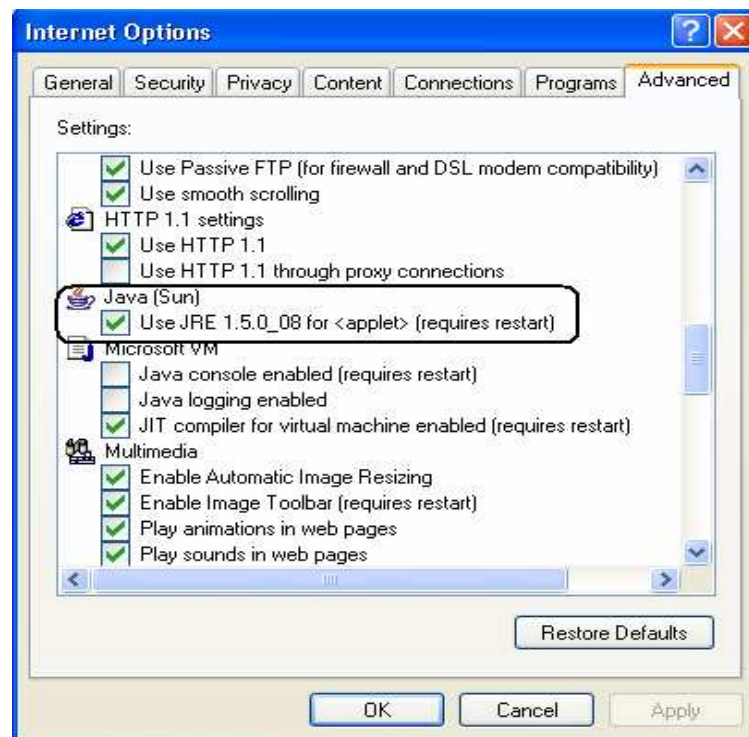 Internet Options
General Security Privacy Content Connections Programs Advanced
Settings:
Use Passive FTP (for firewall and DSL modem compatibility)
Use smooth scrolling
HTTP 1.1 settings
Use HTTP 1.1
Use HTTP 1.1 through proxy connections
Java (Sun)
Use JRE 1.5.0_08 for <applet> (requires restart)
Microsoft VM
Java console enabled (requires restart)
Java logging enabled
JIT compiler for virtual machine enabled (requires restart)
Multimedia
Enable Automatic Image Resizing
Enable Image Toolbar (requires restart)
Play animations in web pages
Play sounds in web pages
Restore Defaults
OK Cancel Apply